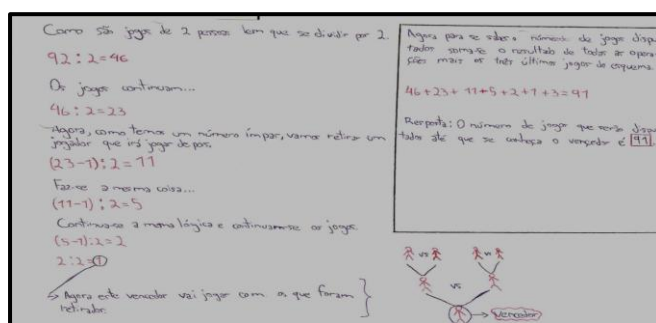 Como são jogos de 2 pessoas tem que se dividir por 2.
92 : 2 = 46
Os jogos continuam...
46 : 2 = 23
Agora, como temos um número ímpar, vamos retirar um
jogador que irá jogar depois.
(23-1) : 2 = 11
Faz-se a mesma coisa...
(11-1) : 2 = 5
Continua-se a mesma lógica e continuam-se os jogos
(5-1) : 2 = 2
2 : 2 = 1
→ Agora este vencedor vai jogar com os que foram
retirados.
Agora para se saber o número de jogos dispu
tados soma-se o resultado de todas as opera
ções mais os três últimos jogos do esquema.
46 + 23 + 11 + 5 + 2 + 1 + 3 = 91
Resposta: O número de jogos que serão dispu
tados até que se conheça o vencedor é 91.
vs vs
vs
→ Vencedor